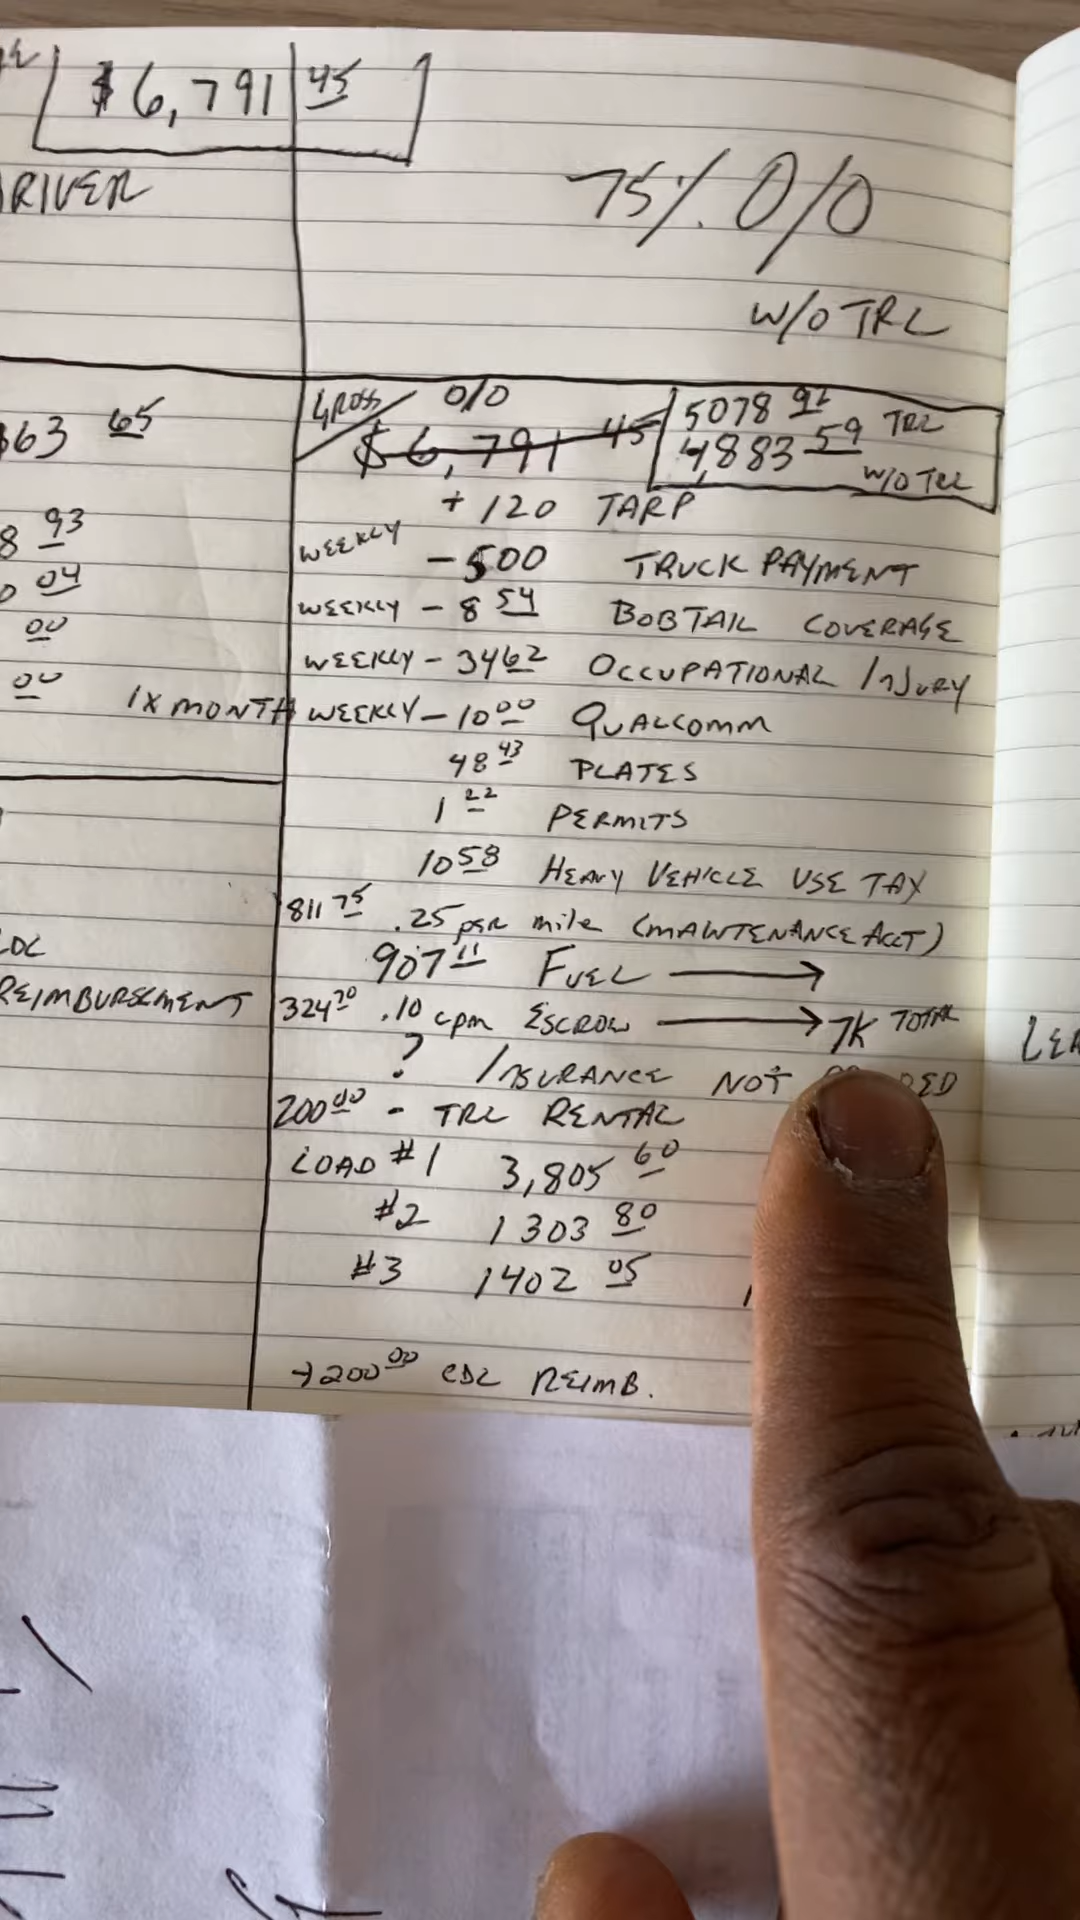 $6,791 45
RIVER
75% O/O
W/O TRL
$63 65
GROSS O/O
$6,791 45
5078 92 TRL
4,883 59 W/O TRL
+120 TARP
8 93
WEEKLY -500 TRUCK PAYMENT
04
WEEKLY -8 54 BOBTAIL COVERAGE
00
WEEKLY -34 62 OCCUPATIONAL/INJURY
00
1X MONTH WEEKLY -10 00 QUALCOMM
48 43 PLATES
1 22 PERMITS
10 58 HEAVY VEHICLE USE TAX
811 75 .25 per mile (MAINTENANCE ACCT)
907 11 FUEL →
REIMBURSEMENT
324 70 .10 cpm ESCROW → 7K TOTAL
LEA
? INSURANCE NOT
200 00 - TRL RENTAL
LOAD #1 3,805 60
#2 1303 80
#3 1402 05
+200 00 CDL REIMB.